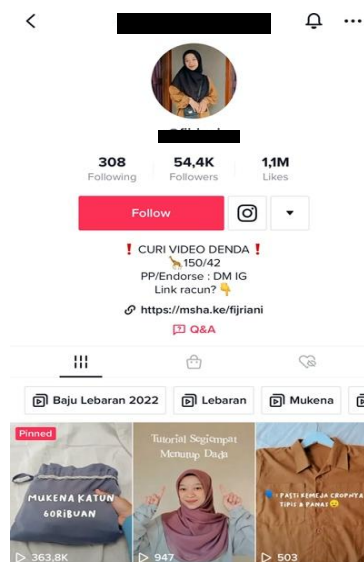 308 54,4K 1,1M
Following Followers Likes
Follow
❗ CURI VIDEO DENDA ❗
🦒150/42
PP/Endorse : DM IG
Link racun? 👇
https://msha.ke/fijriani
Q&A
Baju Lebaran 2022 Lebaran Mukena
Pinned
MUKENA KATUN
60RIBUAN
363,8K
Tutorial Segiempat
Menutup Dada
947
PASTI KEMEJA CROPNYA
TIPIS & PANAS
503